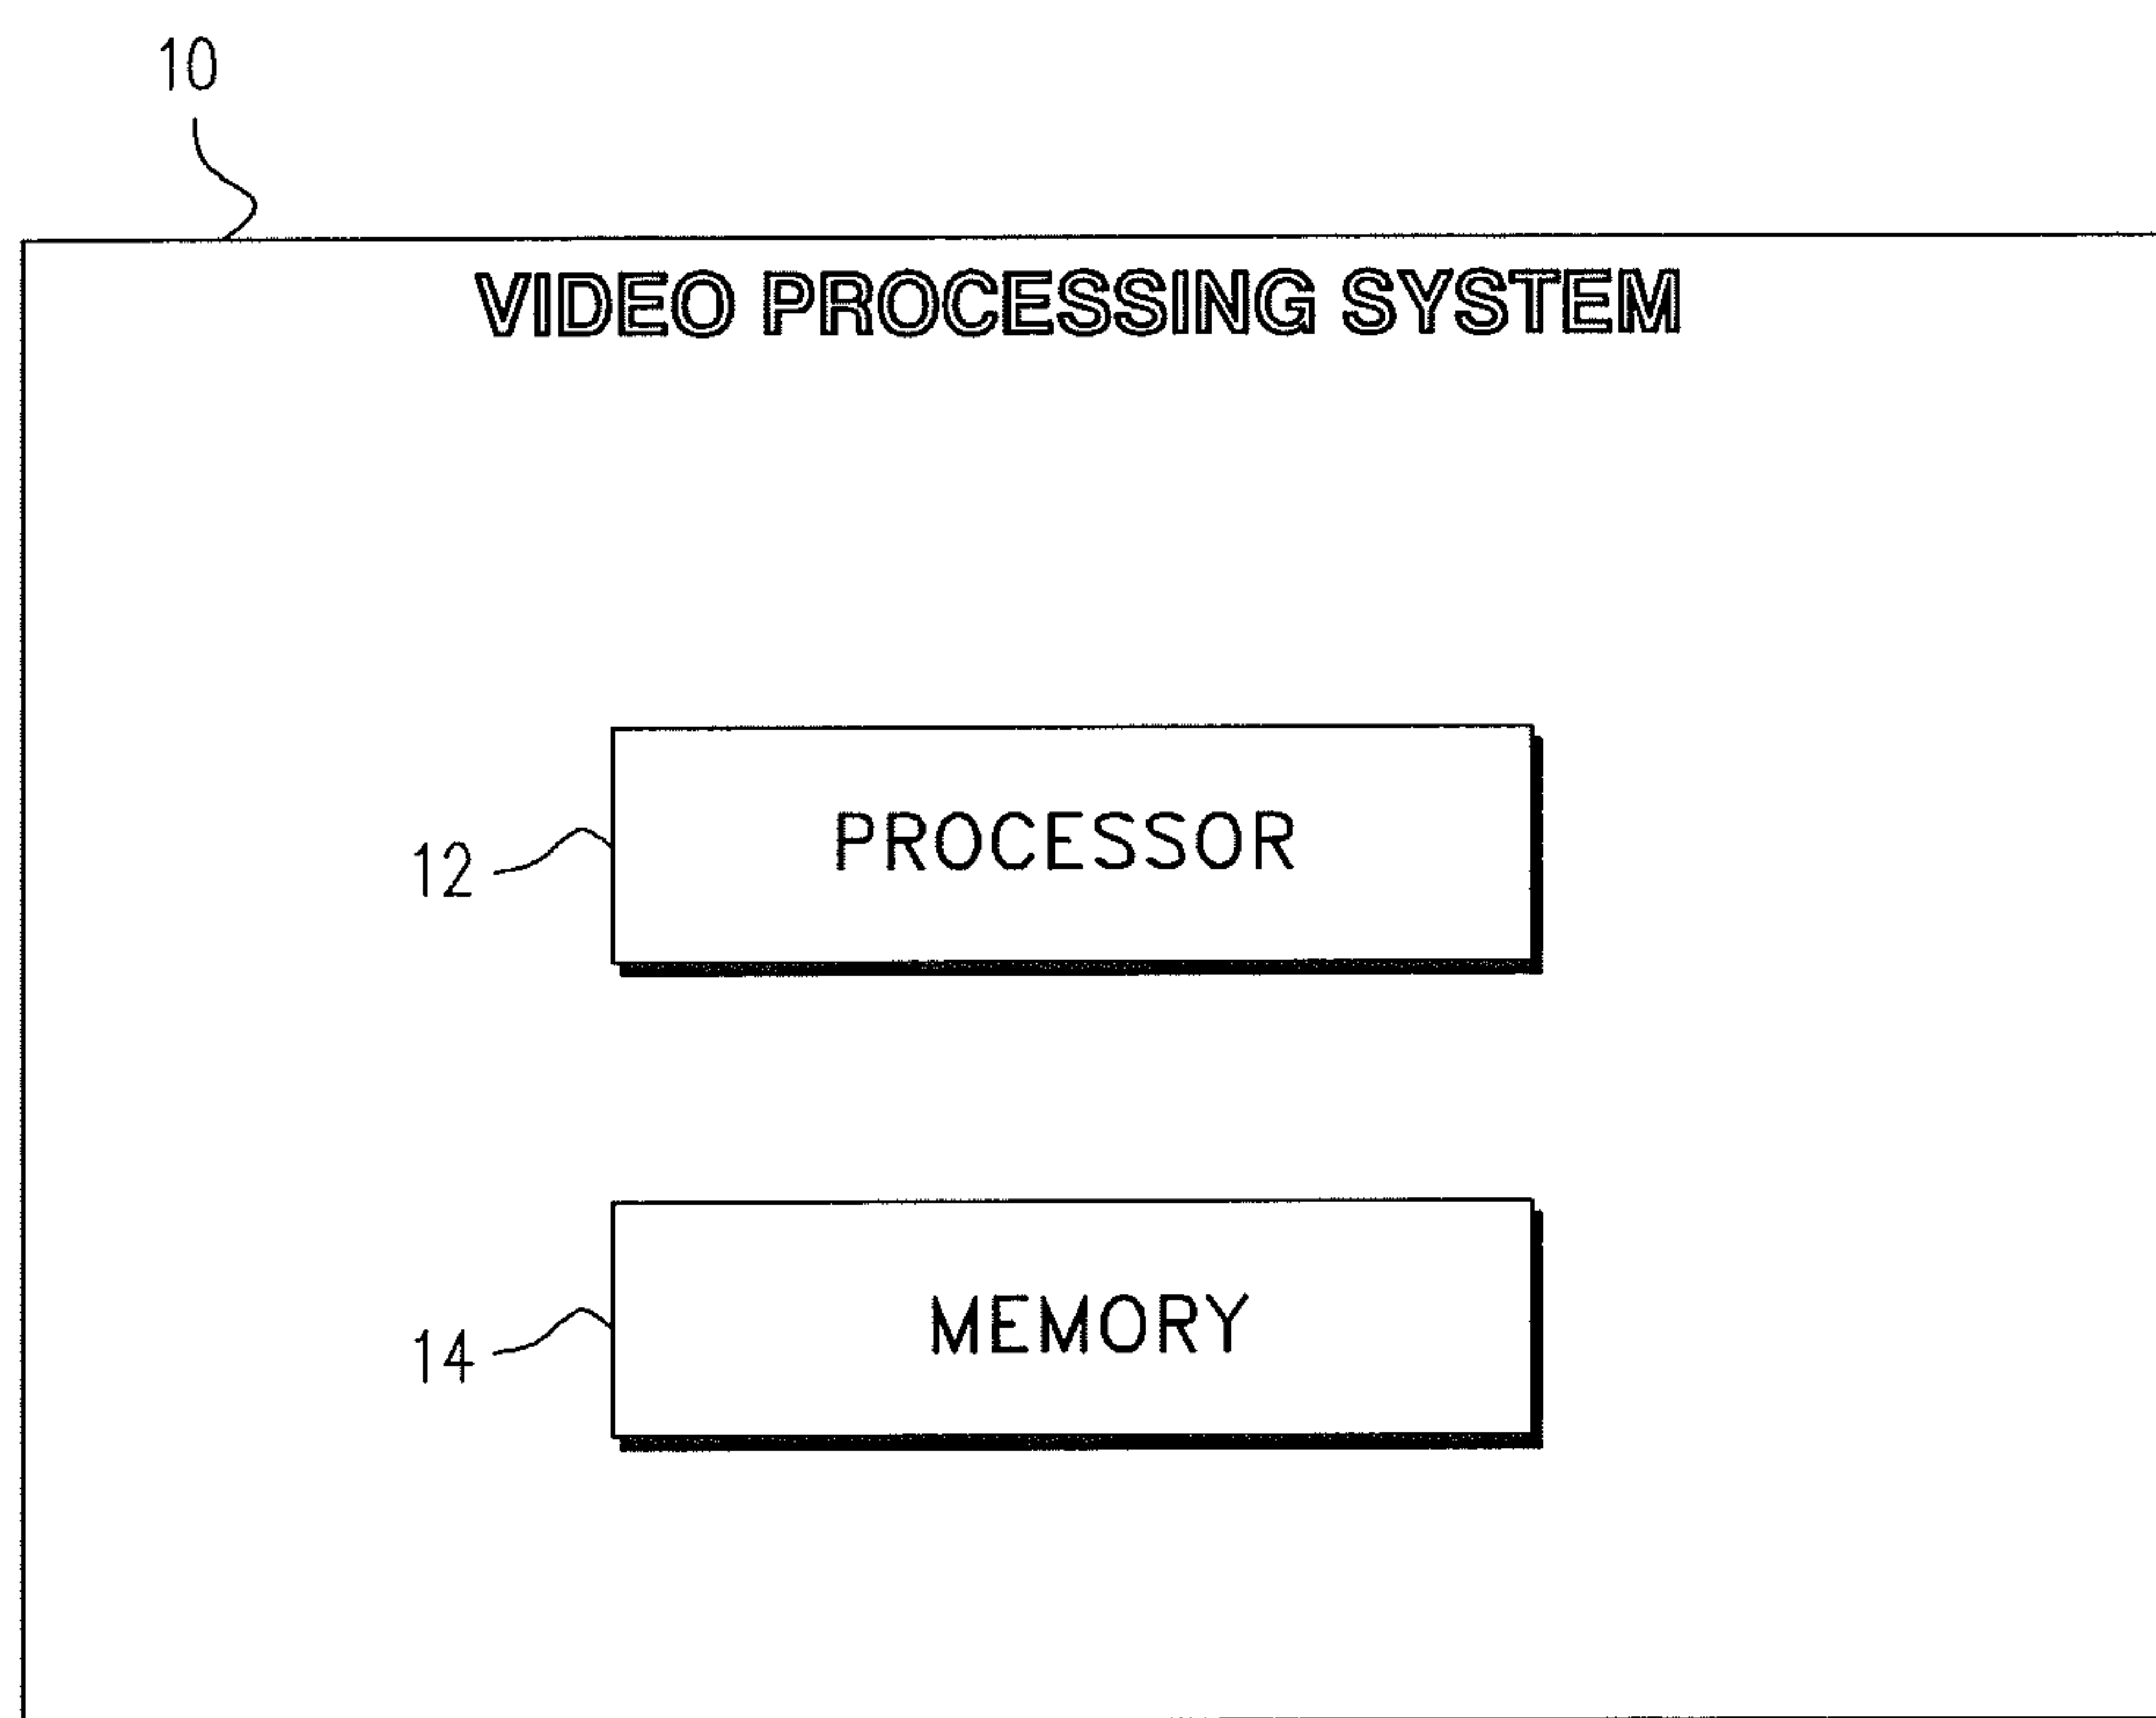 10
VIDEO PROCESSING SYSTEM
12
PROCESSOR
14
MEMORY